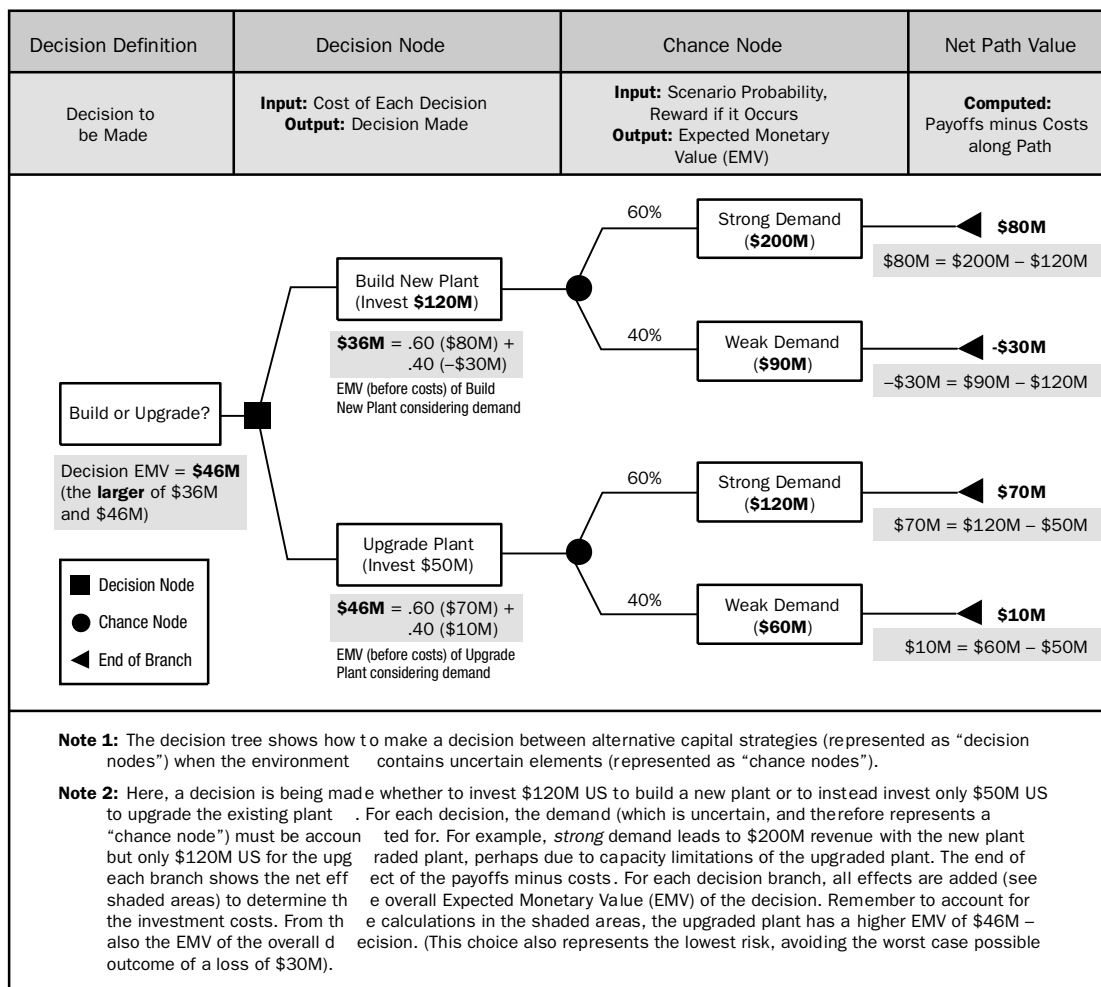 Decision Definition
Decision Node
Chance Node
Net Path Value
Decision to
be Made
Input: Cost of Each Decision
Output: Decision Made
Input: Scenario Probability,
Reward if it Occurs
Output: Expected Monetary
Value (EMV)
Computed:
Payoffs minus Costs
along Path
Build or Upgrade?
Decision EMV = $46M
(the larger of $36M
and $46M)
Decision Node
Chance Node
End of Branch
Build New Plant
(Invest $120M)
$36M = .60 ($80M) +
.40 (–$30M)
EMV (before costs) of Build
New Plant considering demand
60%
Strong Demand
($200M)
$80M
$80M = $200M – $120M
40%
Weak Demand
($90M)
-$30M
–$30M = $90M – $120M
Upgrade Plant
(Invest $50M)
$46M = .60 ($70M) +
.40 ($10M)
EMV (before costs) of Upgrade
Plant considering demand
60%
Strong Demand
($120M)
$70M
$70M = $120M – $50M
40%
Weak Demand
($60M)
$10M
$10M = $60M – $50M
Note 1: The decision tree shows how to make a decision between alternative capital strategies (represented as “decision
nodes”) when the environment contains uncertain elements (represented as “chance nodes”).
Note 2: Here, a decision is being made whether to invest $120M US to build a new plant or to instead invest only $50M US
to upgrade the existing plant . For each decision, the demand (which is uncertain, and therefore represents a
“chance node”) must be accoun ted for. For example, strong demand leads to $200M revenue with the new plant
but only $120M US for the upg raded plant, perhaps due to capacity limitations of the upgraded plant. The end of
each branch shows the net eff ect of the payoffs minus costs. For each decision branch, all effects are added (see
shaded areas) to determine th e overall Expected Monetary Value (EMV) of the decision. Remember to account for
the investment costs. From th e calculations in the shaded areas, the upgraded plant has a higher EMV of $46M –
also the EMV of the overall d ecision. (This choice also represents the lowest risk, avoiding the worst case possible
outcome of a loss of $30M).